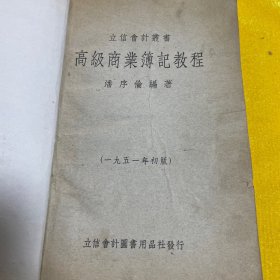 立信會計叢書
高級商業簿記教程
潘序倫編著
(一九五一年初版)
立信會計圖書用品社發行